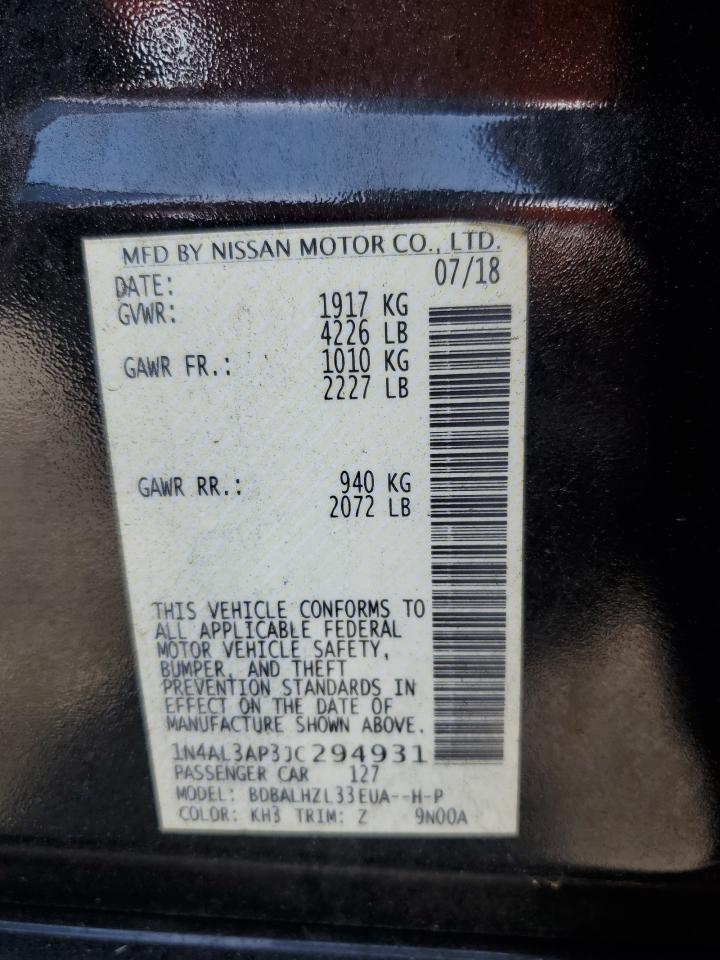 MFD BY NISSAN MOTOR CO., LTD.
DATE: 07/18
GVWR: 1917 KG
4226 LB
GAWR FR.: 1010 KG
2227 LB
GAWR RR.: 940 KG
2072 LB
THIS VEHICLE CONFORMS TO
ALL APPLICABLE FEDERAL
MOTOR VEHICLE SAFETY,
BUMPER, AND THEFT
PREVENTION STANDARDS IN
EFFECT ON THE DATE OF
MANUFACTURE SHOWN ABOVE.
1N4AL3AP3JC294931
PASSENGER CAR 127
MODEL: BDBALHZL33EUA--H-P
COLOR: KH3 TRIM: Z 9N00A